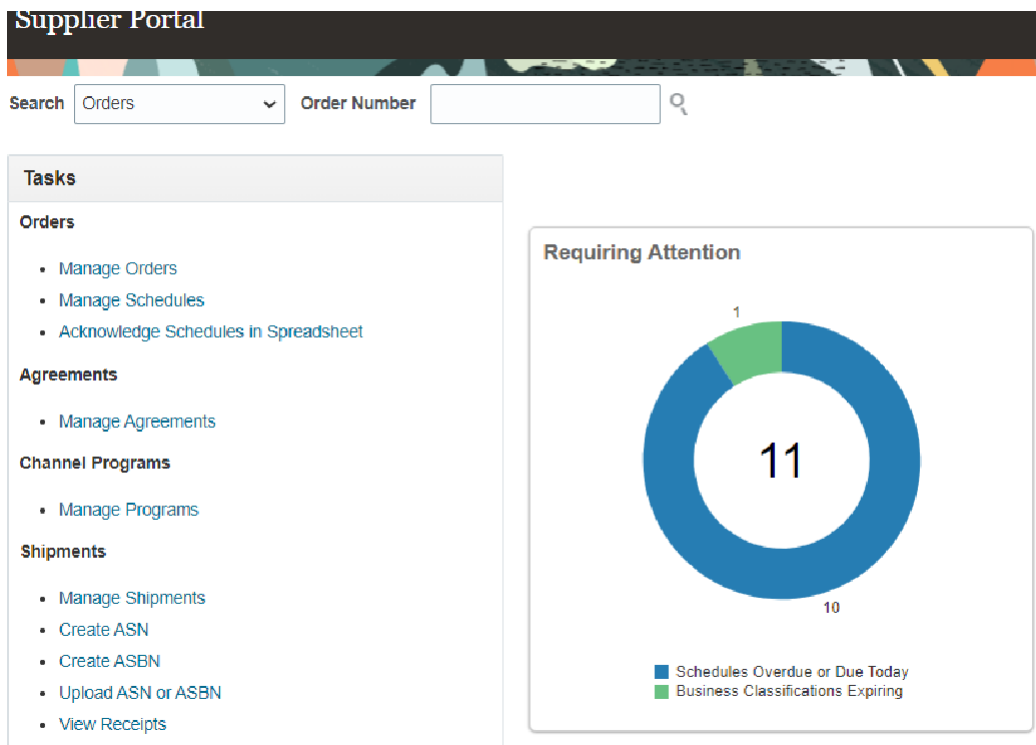 Supplier Portal
Search Orders Order Number
Tasks
Orders
Manage Orders
Manage Schedules
Acknowledge Schedules in Spreadsheet
Agreements
Manage Agreements
Channel Programs
Manage Programs
Shipments
Manage Shipments
Create ASN
Create ASBN
Upload ASN or ASBN
View Receipts
Requiring Attention
1
11
10
Schedules Overdue or Due Today
Business Classifications Expiring